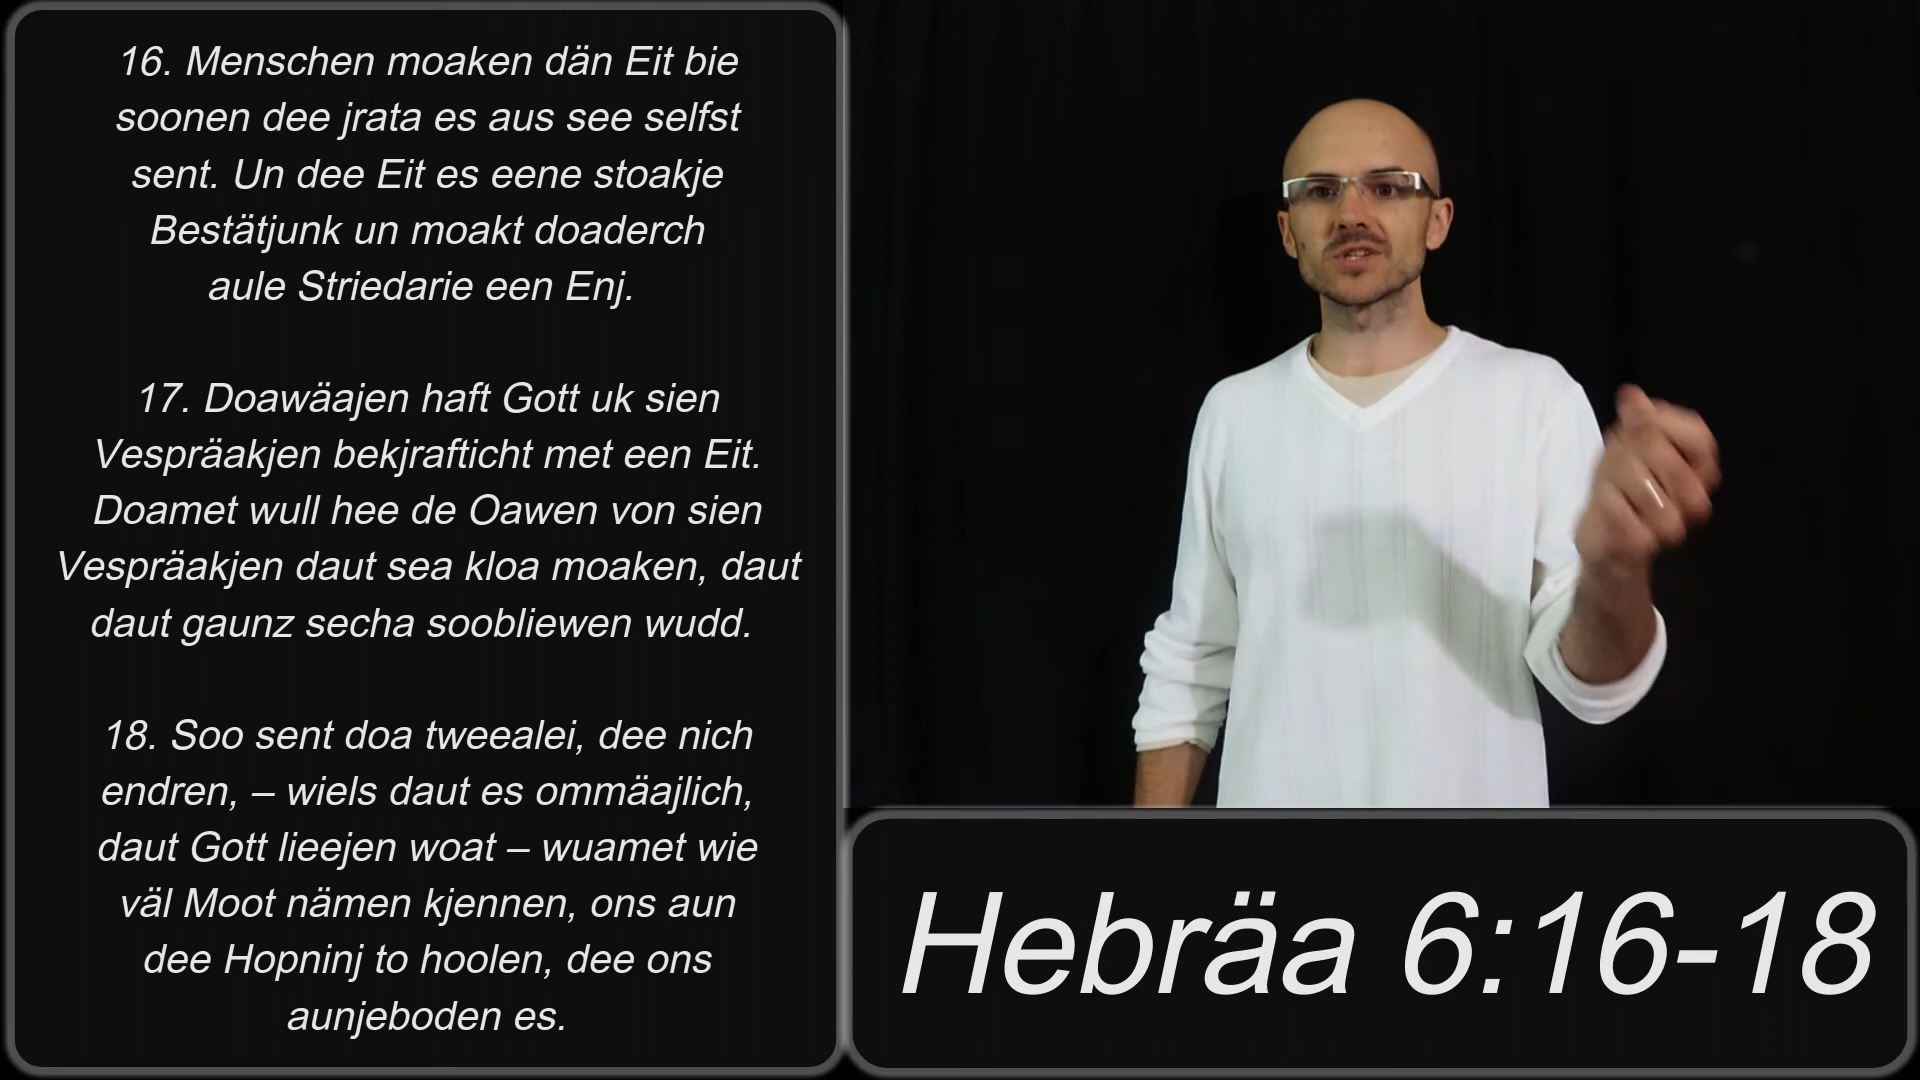 16. Menschen moaken dän Eit bie
soonen dee jrata es aus see selfst
sent. Un dee Eit es eene stoakje
Bestätjunk un moakt doaderch
aule Striedarie een Enj.
17. Doawäajen haft Gott uk sien
Vespräakjen bekjrafticht met een Eit.
Doamet wull hee de Oawen von sien
Vespräakjen daut sea kloa moaken, daut
daut gaunz secha soobliewen wudd.
18. Soo sent doa tweealei, dee nich
endren, – wiels daut es ommäajlich,
daut Gott lieejen woat – wuamet wie
väl Moot nämen kjennen, ons aun
dee Hopninj to hoolen, dee ons
aunjeboden es.
Hebräa 6:16-18